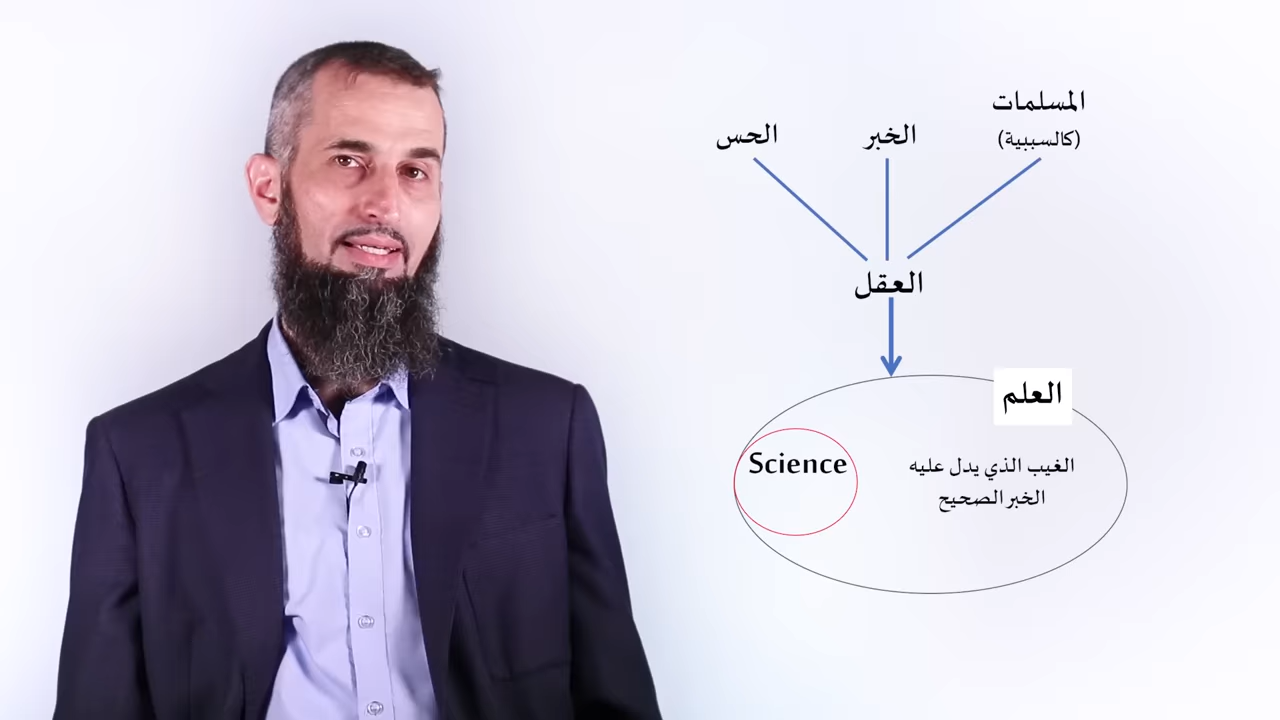 المسلمات
(كالسببية)
الخبر
الحس
العقل
العلم
الغيب الذي يدل عليه
الخبر الصحيح
Science